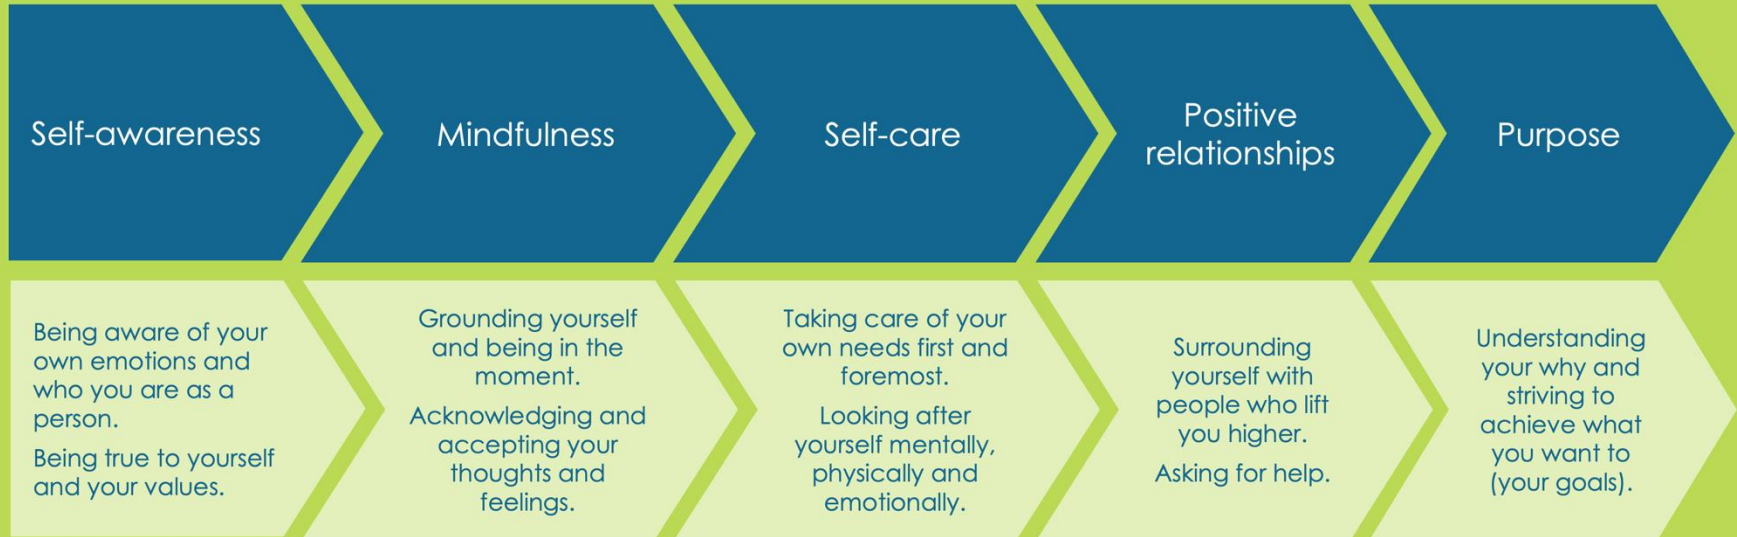 Self-awareness
Mindfulness
Self-care
Positive
relationships
Purpose
Being aware of your
own emotions and
who you are as a
person.
Being true to yourself
and your values.
Grounding yourself
and being in the
moment.
Acknowledging and
accepting your
thoughts and
feelings.
Taking care of your
own needs first and
foremost.
Looking after
yourself mentally,
physically and
emotionally.
Surrounding
yourself with
people who lift
you higher.
Asking for help.
Understanding
your why and
striving to
achieve what
you want to
(your goals).